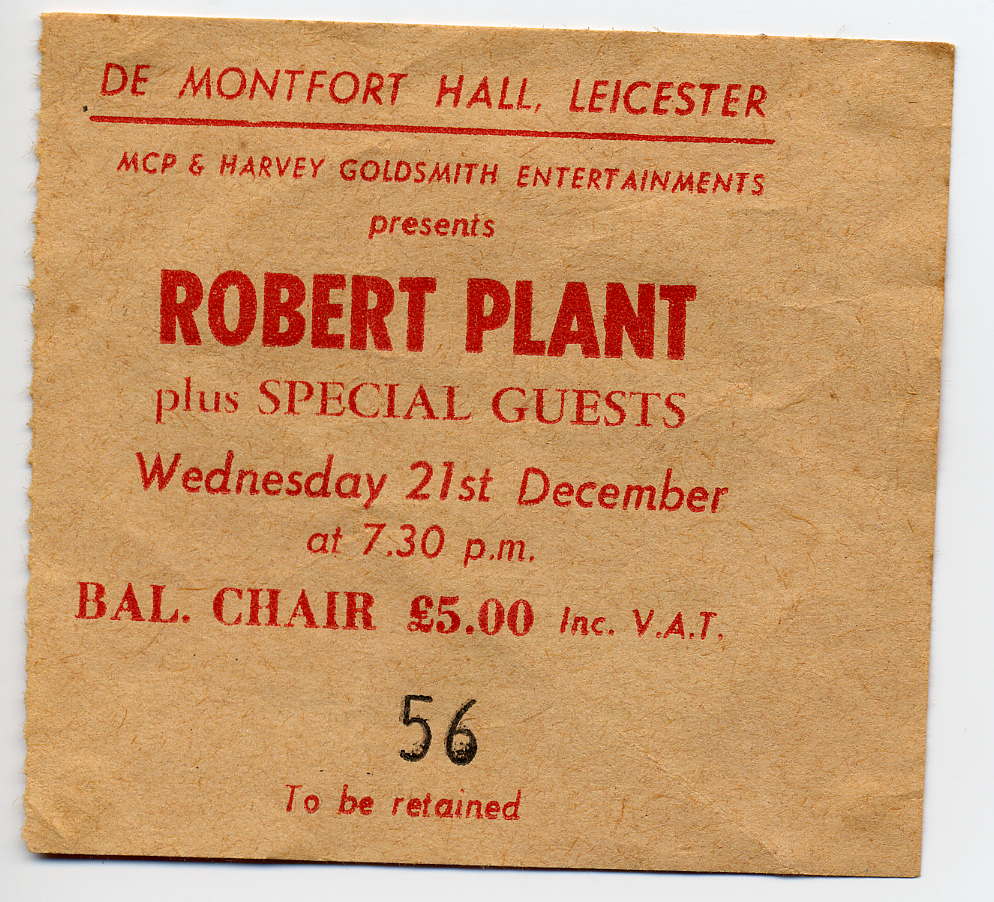 DE MONTFORT HALL, LEICESTER
MCP & HARVEY GOLDSMITH ENTERTAINMENTS
presents
ROBERT PLANT
plus SPECIAL GUESTS
Wednesday 21st December
at 7.30 p.m.
BAL. CHAIR £5.00 Inc. V.A.T.
56
To be retained